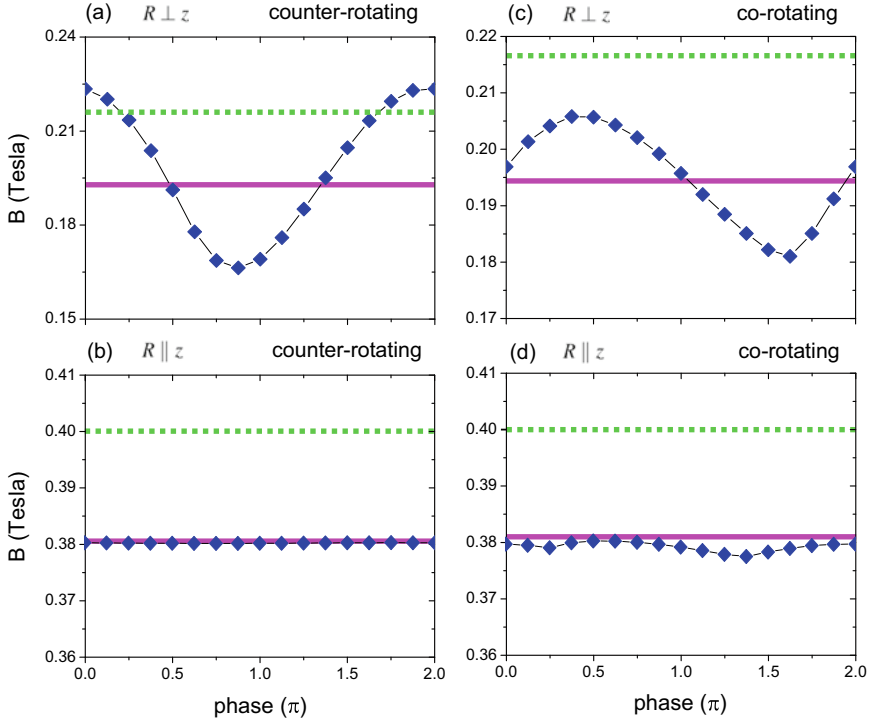 (a) R ⊥ z counter-rotating
0.24
0.21
0.18
0.15
B (Tesla)
(c) R ⊥ z co-rotating
0.22
0.21
0.20
0.19
0.18
0.17
(b) R ∥ z counter-rotating
0.41
0.40
0.39
0.38
0.37
0.36
B (Tesla)
0.0 0.5 1.0 1.5 2.0
phase (π)
(d) R ∥ z co-rotating
0.41
0.40
0.39
0.38
0.37
0.36
0.0 0.5 1.0 1.5 2.0
phase (π)